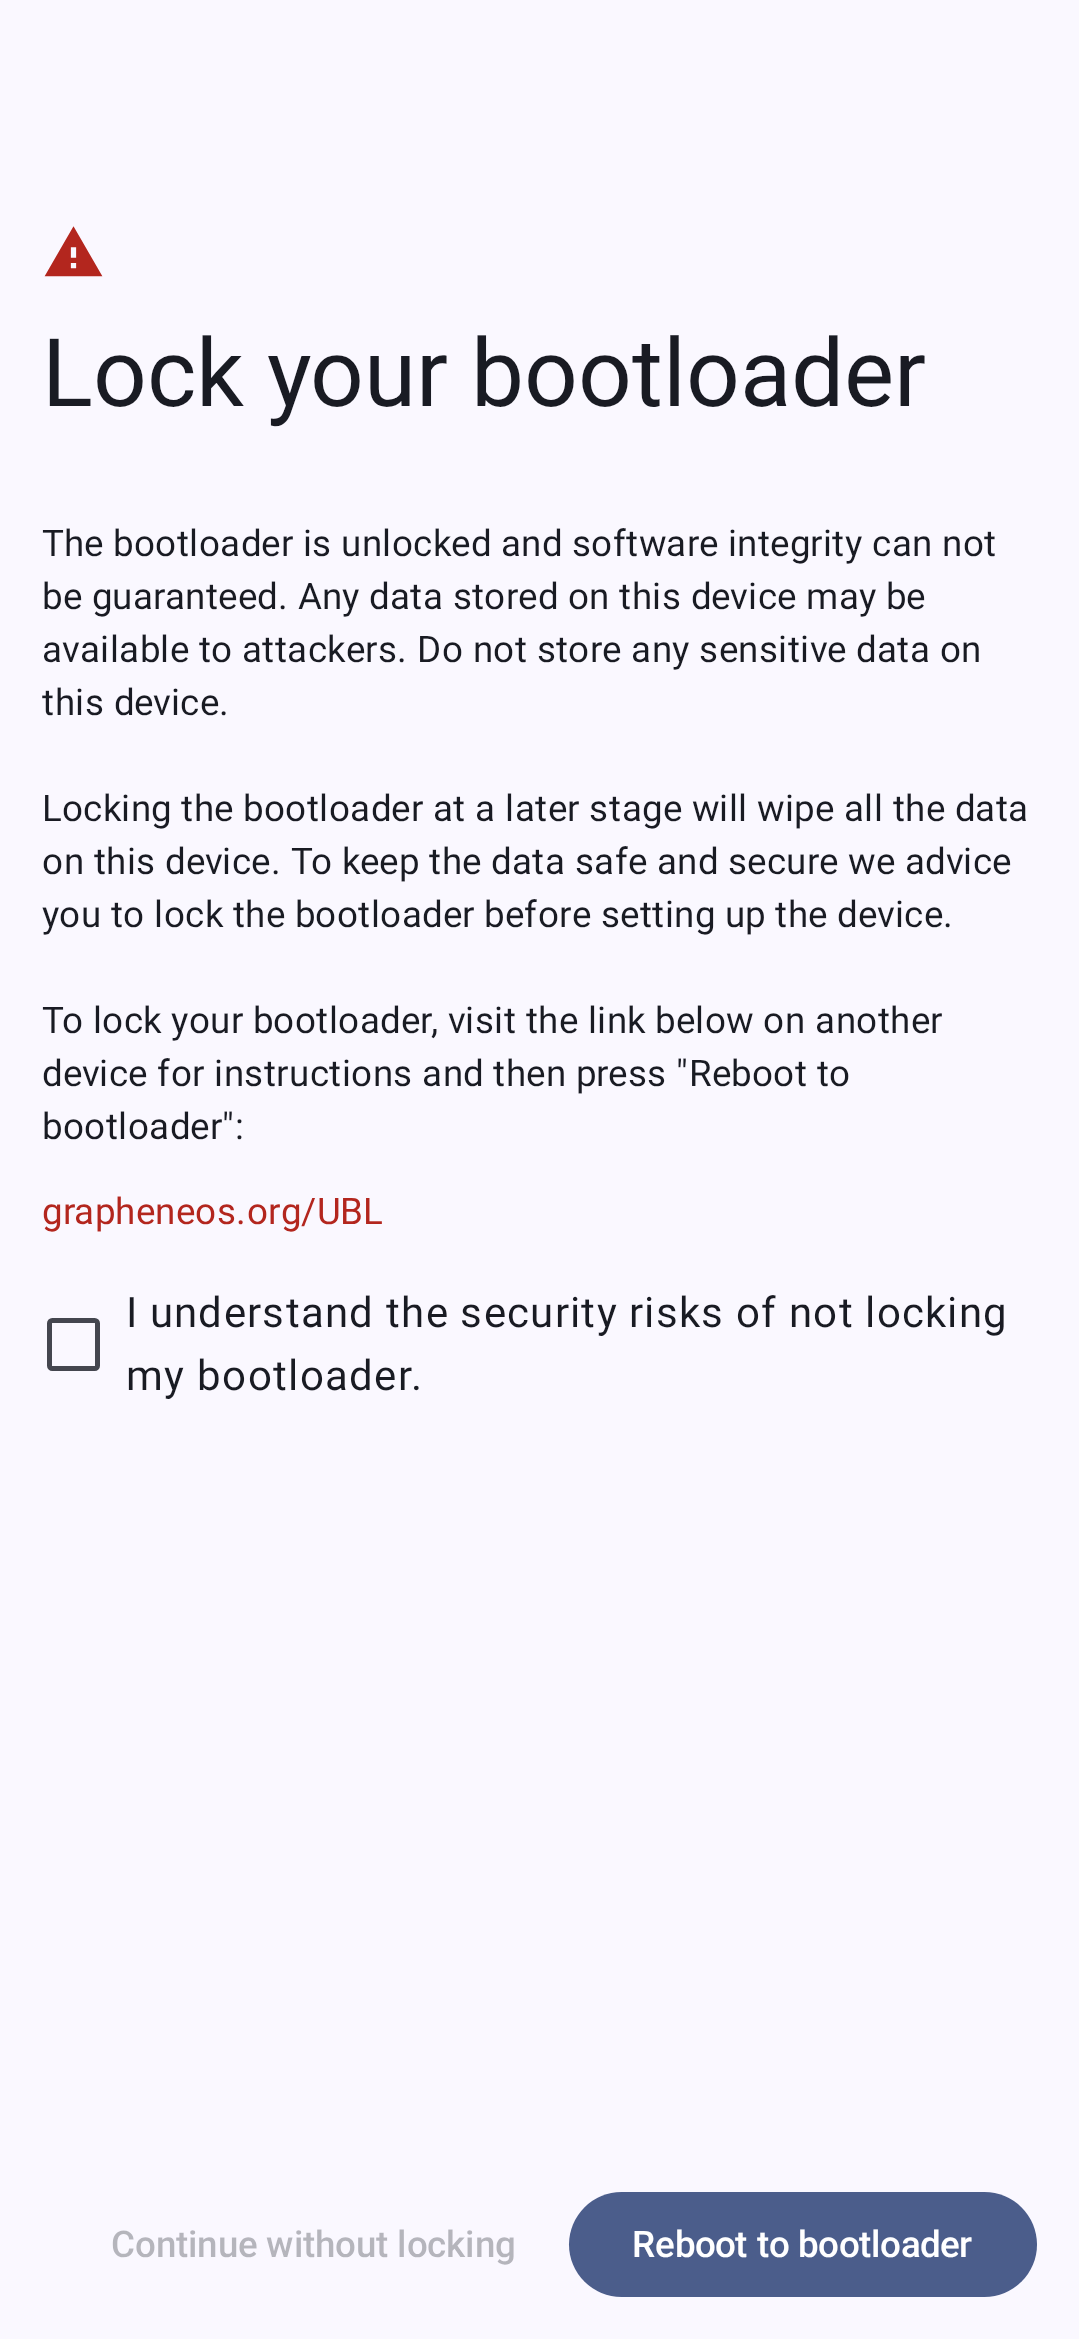 Lock your bootloader
The bootloader is unlocked and software integrity can not
be guaranteed. Any data stored on this device may be
available to attackers. Do not store any sensitive data on
this device.
Locking the bootloader at a later stage will wipe all the data
on this device. To keep the data safe and secure we advice
you to lock the bootloader before setting up the device.
To lock your bootloader, visit the link below on another
device for instructions and then press "Reboot to
bootloader":
grapheneos.org/UBL
I understand the security risks of not locking
my bootloader.
Continue without locking
Reboot to bootloader